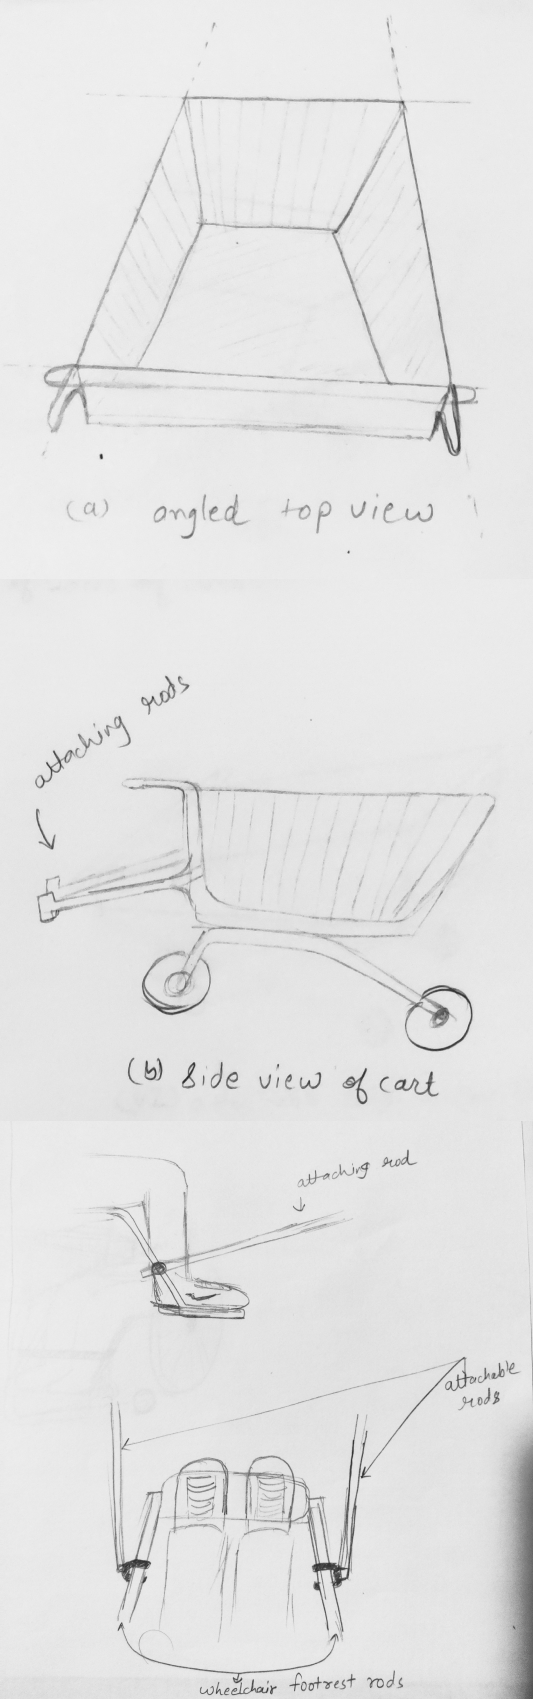 (a) angled top view
attaching rods
(b) Side view of cart
attaching rod
attachable
rods
wheelchair footrest rods